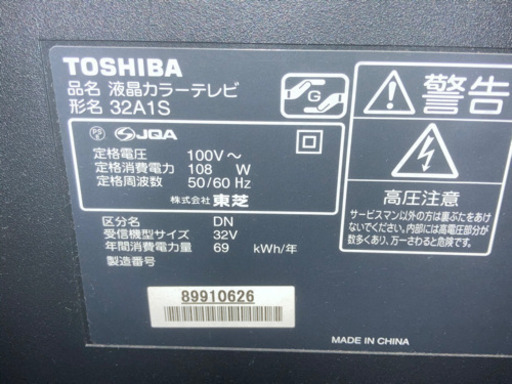 TOSHIBA
品名 液晶カラーテレビ
形名 32A1S
PS E JQA
定格電圧 100V～
定格消費電力 108 W
定格周波数 50/60 Hz
株式会社 東芝
区分名 DN
受信機型サイズ 32V
年間消費電力量 69 kWh/年
製造番号
89910626
G
警告
高圧注意
サービスマン以外の方は裏ぶたをあけ
ないでください。内部には高電圧部分が
数多くあり、万一さわると危険です。
MADE IN CHINA